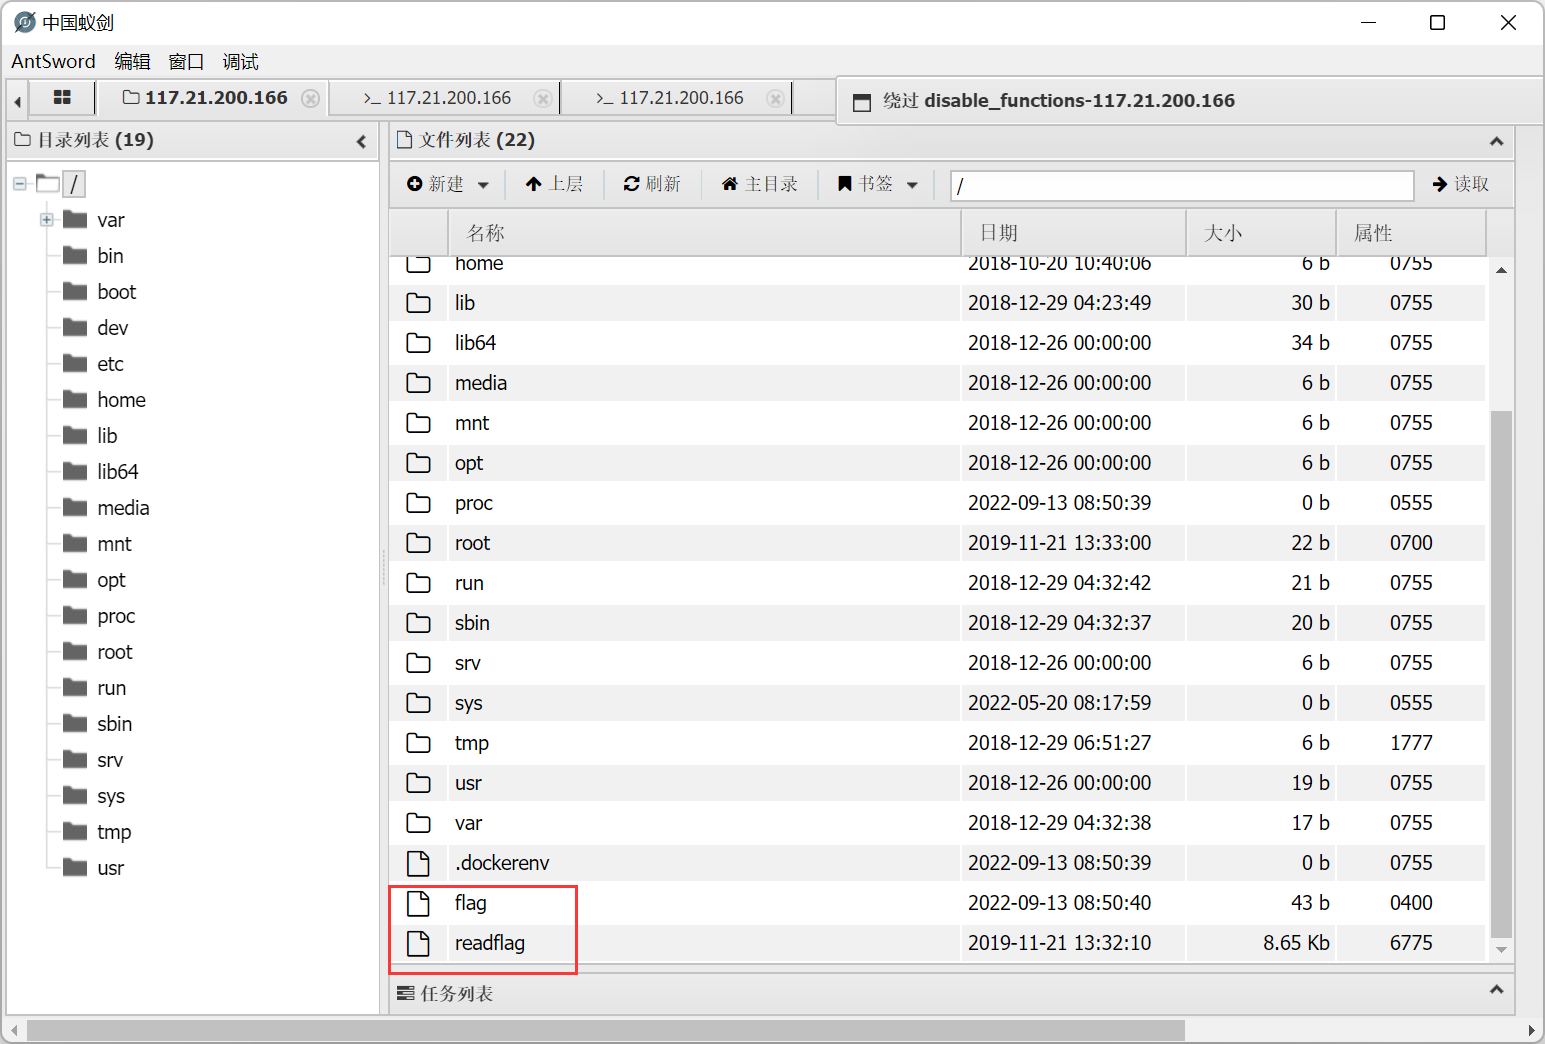 中国蚁剑
AntSword 编辑 窗口 调试
117.21.200.166 >_ 117.21.200.166 >_ 117.21.200.166 绕过 disable_functions-117.21.200.166
目录列表 (19)
/
var
bin
boot
dev
etc
home
lib
lib64
media
mnt
opt
proc
root
run
sbin
srv
sys
tmp
usr
文件列表 (22)
新建 上层 刷新 主目录 书签 / 读取
名称 日期 大小 属性
home 2018-10-20 10:40:06 6 b 0755
lib 2018-12-29 04:23:49 30 b 0755
lib64 2018-12-26 00:00:00 34 b 0755
media 2018-12-26 00:00:00 6 b 0755
mnt 2018-12-26 00:00:00 6 b 0755
opt 2018-12-26 00:00:00 6 b 0755
proc 2022-09-13 08:50:39 0 b 0555
root 2019-11-21 13:33:00 22 b 0700
run 2018-12-29 04:32:42 21 b 0755
sbin 2018-12-29 04:32:37 20 b 0755
srv 2018-12-26 00:00:00 6 b 0755
sys 2022-05-20 08:17:59 0 b 0555
tmp 2018-12-29 06:51:27 6 b 1777
usr 2018-12-26 00:00:00 19 b 0755
var 2018-12-29 04:32:38 17 b 0755
.dockerenv 2022-09-13 08:50:39 0 b 0755
flag 2022-09-13 08:50:40 43 b 0400
readflag 2019-11-21 13:32:10 8.65 Kb 6775
任务列表